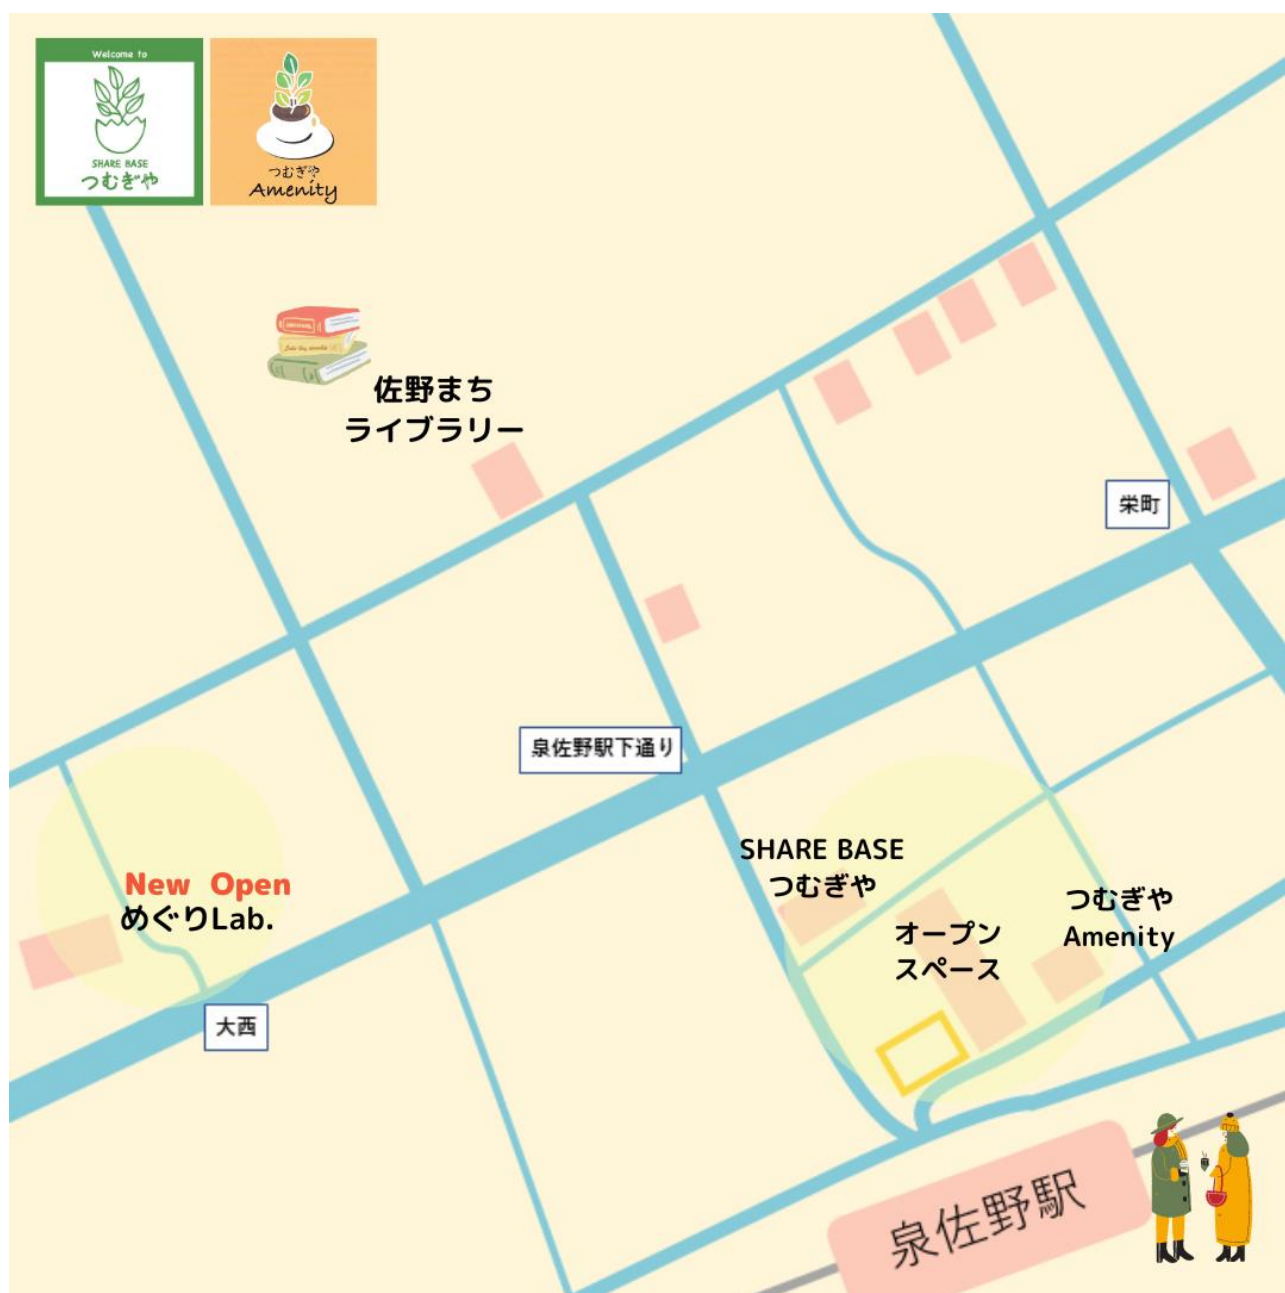 Welcome to
SHARE BASE
つむぎや
つむぎや
Amenity
佐野まち
ライブラリー
栄町
泉佐野駅下通り
SHARE BASE
つむぎや
オープン
スペース
つむぎや
Amenity
New Open
めぐりLab.
大西
泉佐野駅